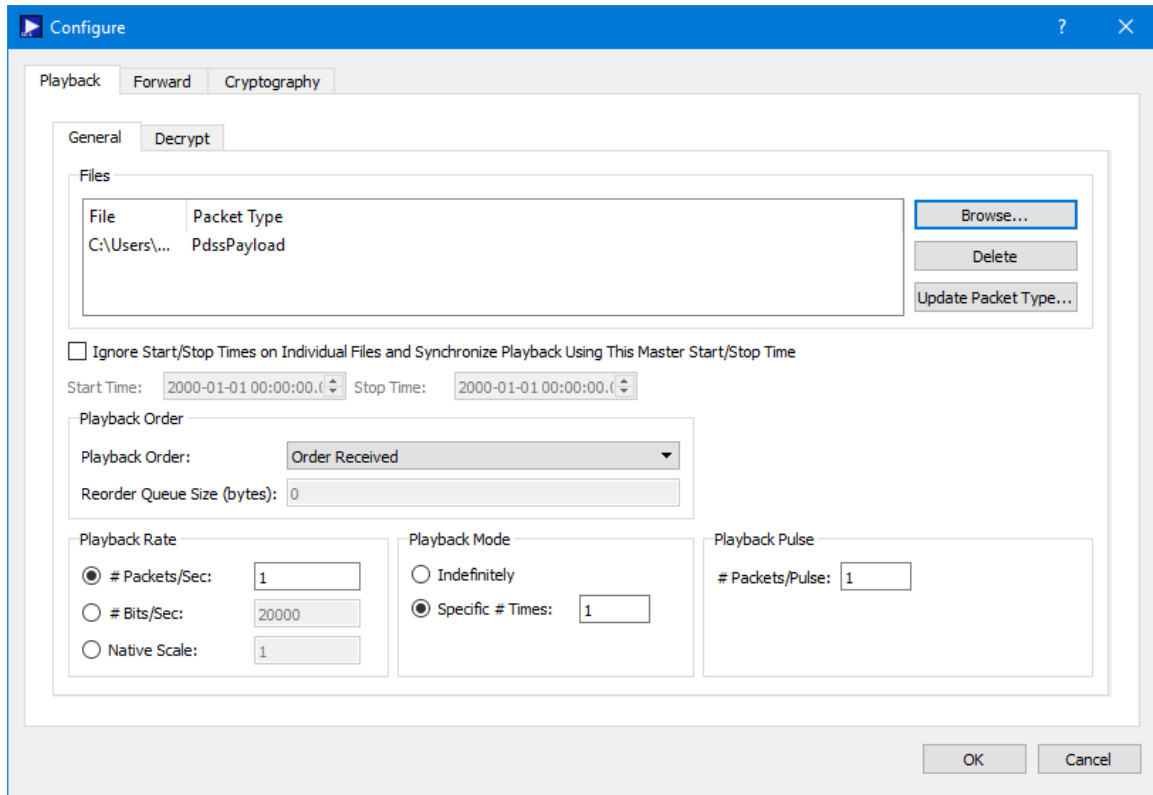 Configure
?
Playback Forward Cryptography
General Decrypt
Files
File Packet Type
C:\Users\... PdssPayload
Browse...
Delete
Update Packet Type...
Ignore Start/Stop Times on Individual Files and Synchronize Playback Using This Master Start/Stop Time
Start Time: 2000-01-01 00:00:00.( Stop Time: 2000-01-01 00:00:00.(
Playback Order
Playback Order: Order Received
Reorder Queue Size (bytes): 0
Playback Rate
# Packets/Sec: 1
# Bits/Sec: 20000
Native Scale: 1
Playback Mode
Indefinitely
Specific # Times: 1
Playback Pulse
# Packets/Pulse: 1
OK Cancel